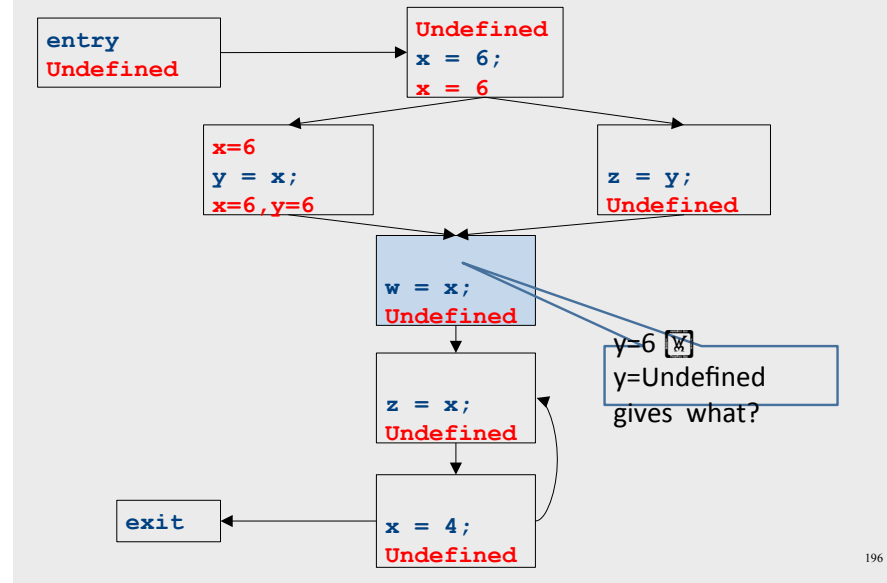 entry
Undefined
Undefined
x = 6;
x = 6
x=6
y = x;
x=6,y=6
z = y;
Undefined
w = x;
Undefined
y=6
y=Undefined
gives what?
z = x;
Undefined
exit
x = 4;
Undefined
196